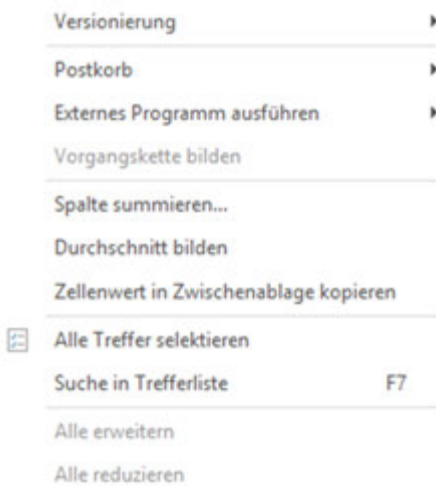 Versionierung
Postkorb
Externes Programm ausführen
Vorgangskette bilden
Spalte summieren...
Durchschnitt bilden
Zellenwert in Zwischenablage kopieren
Alle Treffer selektieren
Suche in Trefferliste F7
Alle erweitern
Alle reduzieren